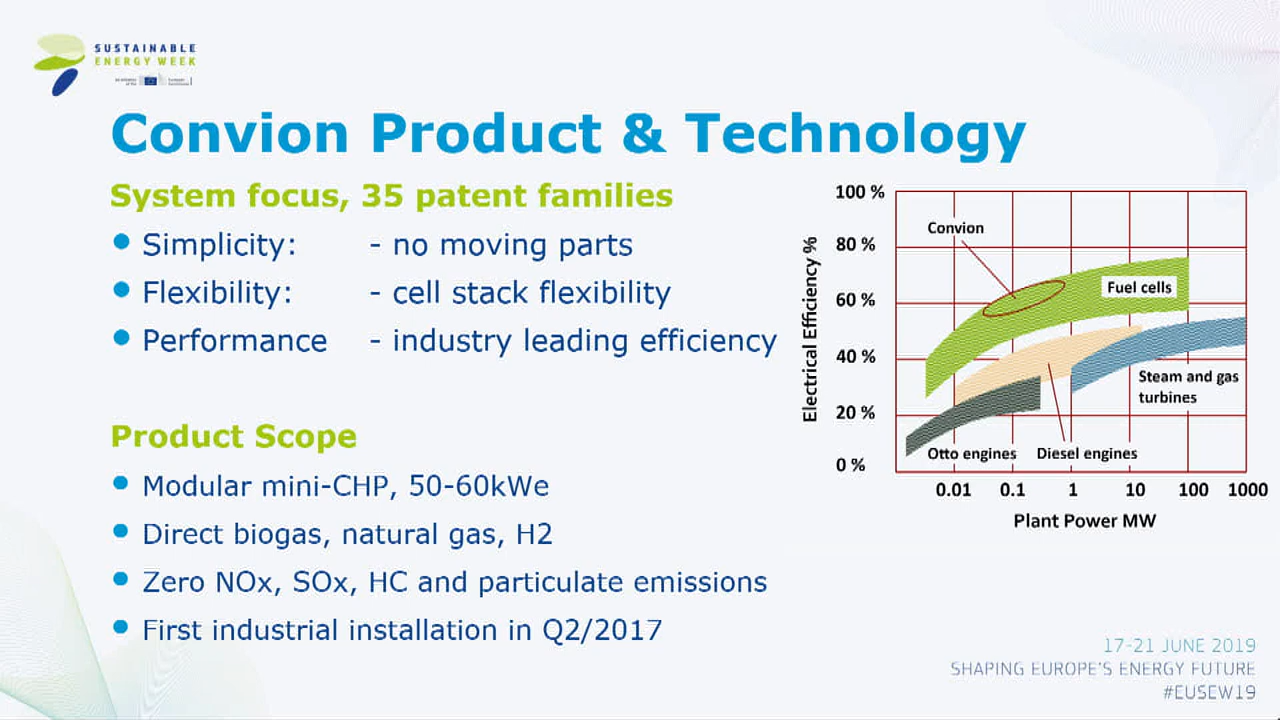 SUSTAINABLE
ENERGY WEEK
Convion Product & Technology
System focus, 35 patent families
Simplicity: - no moving parts
Flexibility: - cell stack flexibility
Performance - industry leading efficiency
Product Scope
Modular mini-CHP, 50-60kWe
Direct biogas, natural gas, H2
Zero NOx, SOx, HC and particulate emissions
First industrial installation in Q2/2017
Electrical Efficiency %
100 %
80 %
60 %
40 %
20 %
0 %
Convion
Fuel cells
Steam and gas
turbines
Otto engines
Diesel engines
0.01 0.1 1 10 100 1000
Plant Power MW
17-21 JUNE 2019
SHAPING EUROPE'S ENERGY FUTURE
#EUSEW19